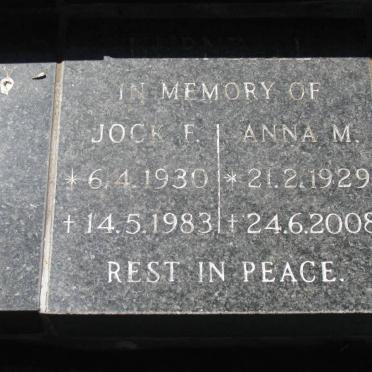 IN MEMORY OF
JOCK F. ANNA M.
* 6.4.1930 * 21.2.1929
† 14.5.1983 † 24.6.2008
REST IN PEACE.